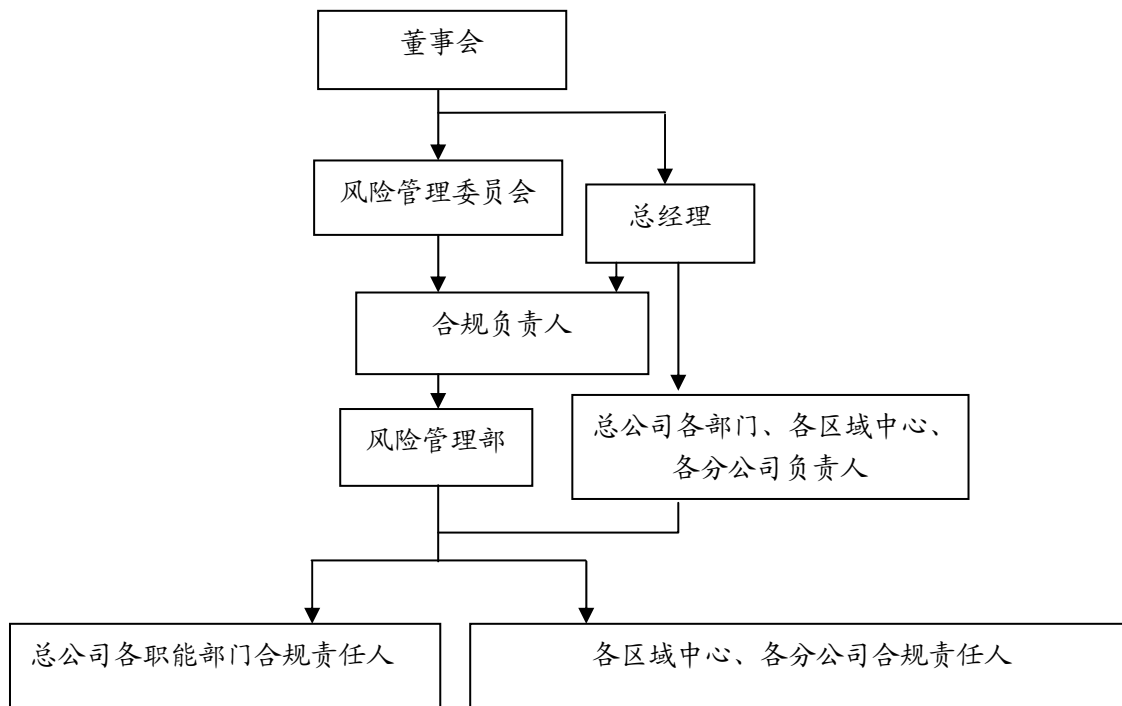 董事会
风险管理委员会
总经理
合规负责人
风险管理部
总公司各部门、各区域中心、
各分公司负责人
总公司各职能部门合规责任人
各区域中心、各分公司合规责任人